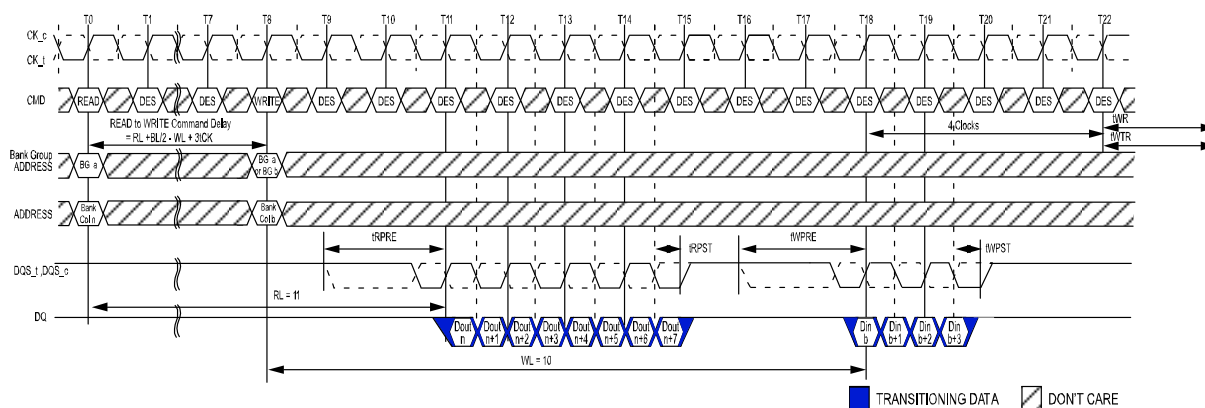 T0 T1 T7 T8 T9 T10 T11 T12 T13 T14 T15 T16 T17 T18 T19 T20 T21 T22
CK_c
CK_t
CMD READ DES DES WRITE DES DES DES DES DES DES DES DES DES DES DES DES DES DES
READ to WRITE Command Delay
= RL +BL/2 - WL + 3tCK
4 Clocks
tWR
tWTR
Bank Group
ADDRESS
BG a
BG a
or BG b
ADDRESS
Bank
Col n
Bank
Col b
tRPRE tRPST tWPRE tWPST
DQS_t ,DQS_c
RL = 11
DQ
Dout
n
Dout
n+1
Dout
n+2
Dout
n+3
Dout
n+4
Dout
n+5
Dout
n+6
Dout
n+7
Din
b
Din
b+1
Din
b+2
Din
b+3
WL = 10
TRANSITIONING DATA DON'T CARE